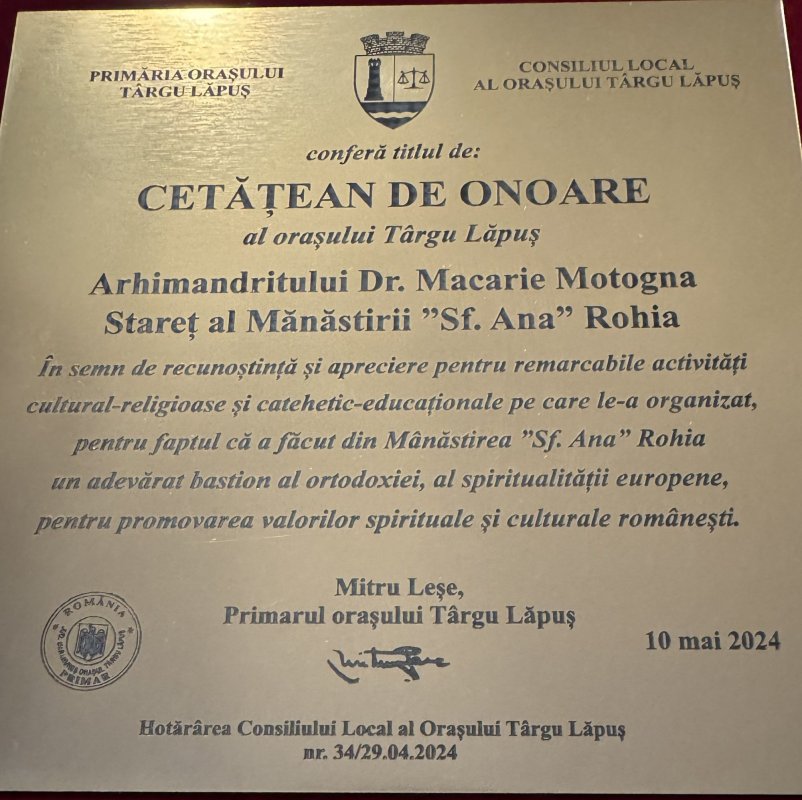 PRIMĂRIA ORAȘULUI
TÂRGU LĂPUȘ
CONSILIUL LOCAL
AL ORAȘULUI TÂRGU LĂPUȘ
conferă titlul de:
CETĂȚEAN DE ONOARE
al orașului Târgu Lăpuș
Arhimandritului Dr. Macarie Motogna
Stareț al Mănăstirii ”Sf. Ana” Rohia
În semn de recunoștință și apreciere pentru remarcabile activități
cultural-religioase și catehetic-educaționale pe care le-a organizat,
pentru faptul că a făcut din Mânăstirea ”Sf. Ana” Rohia
un adevărat bastion al ortodoxiei, al spiritualității europene,
pentru promovarea valorilor spirituale și culturale românești.
Mitru Leșe,
Primarul orașului Târgu Lăpuș
10 mai 2024
* ROMÂNIA *
ORAȘUL TÂRGU LĂPUȘ
PRIMAR
Hotărârea Consiliului Local al Orașului Târgu Lăpuș
nr. 34/29.04.2024